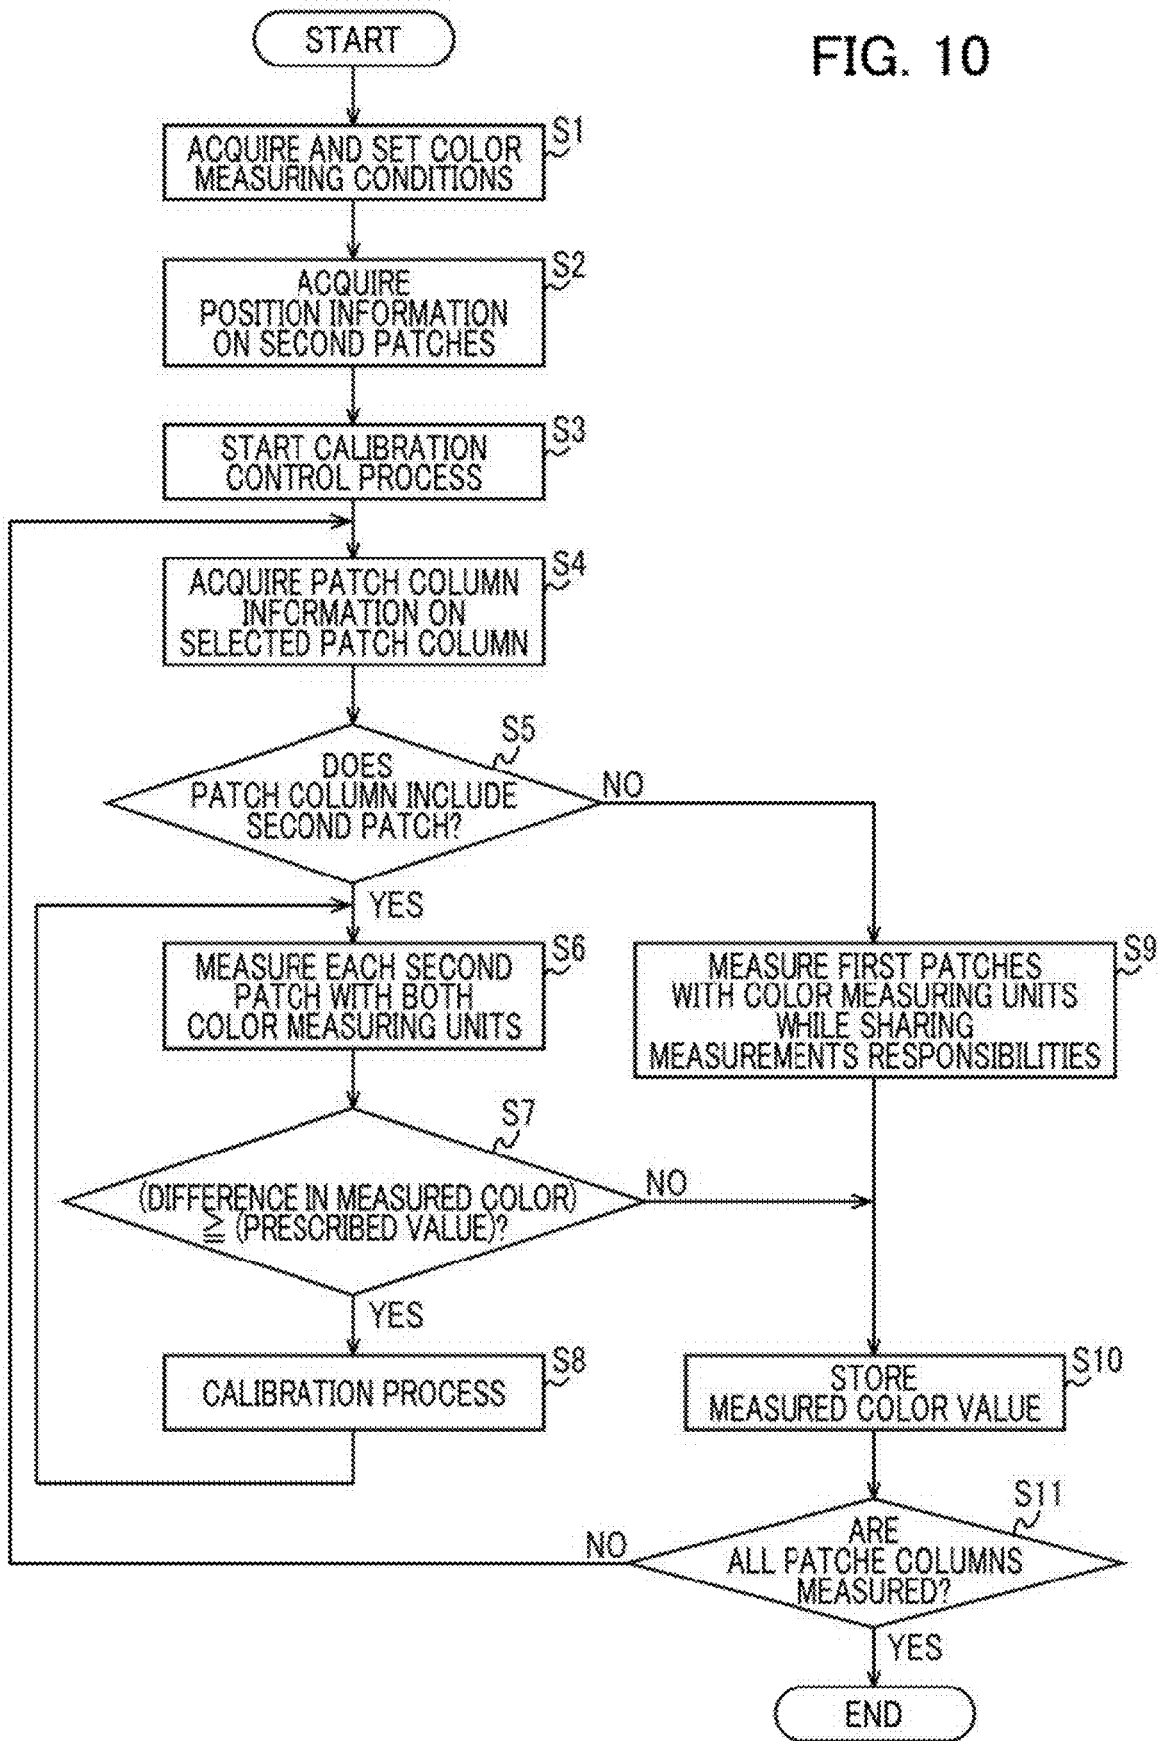 START
FIG. 10
S1
ACQUIRE AND SET COLOR
MEASURING CONDITIONS
S2
ACQUIRE
POSITION INFORMATION
ON SECOND PATCHES
S3
START CALIBRATION
CONTROL PROCESS
S4
ACQUIRE PATCH COLUMN
INFORMATION ON
SELECTED PATCH COLUMN
S5
DOES
PATCH COLUMN INCLUDE
SECOND PATCH?
NO
YES
S6
MEASURE EACH SECOND
PATCH WITH BOTH
COLOR MEASURING UNITS
S9
MEASURE FIRST PATCHES
WITH COLOR MEASURING UNITS
WHILE SHARING
MEASUREMENTS RESPONSIBILITIES
S7
(DIFFERENCE IN MEASURED COLOR)
≧ (PRESCRIBED VALUE)?
NO
YES
S8
CALIBRATION PROCESS
S10
STORE
MEASURED COLOR VALUE
S11
ARE
ALL PATCHE COLUMNS
MEASURED?
NO
YES
END